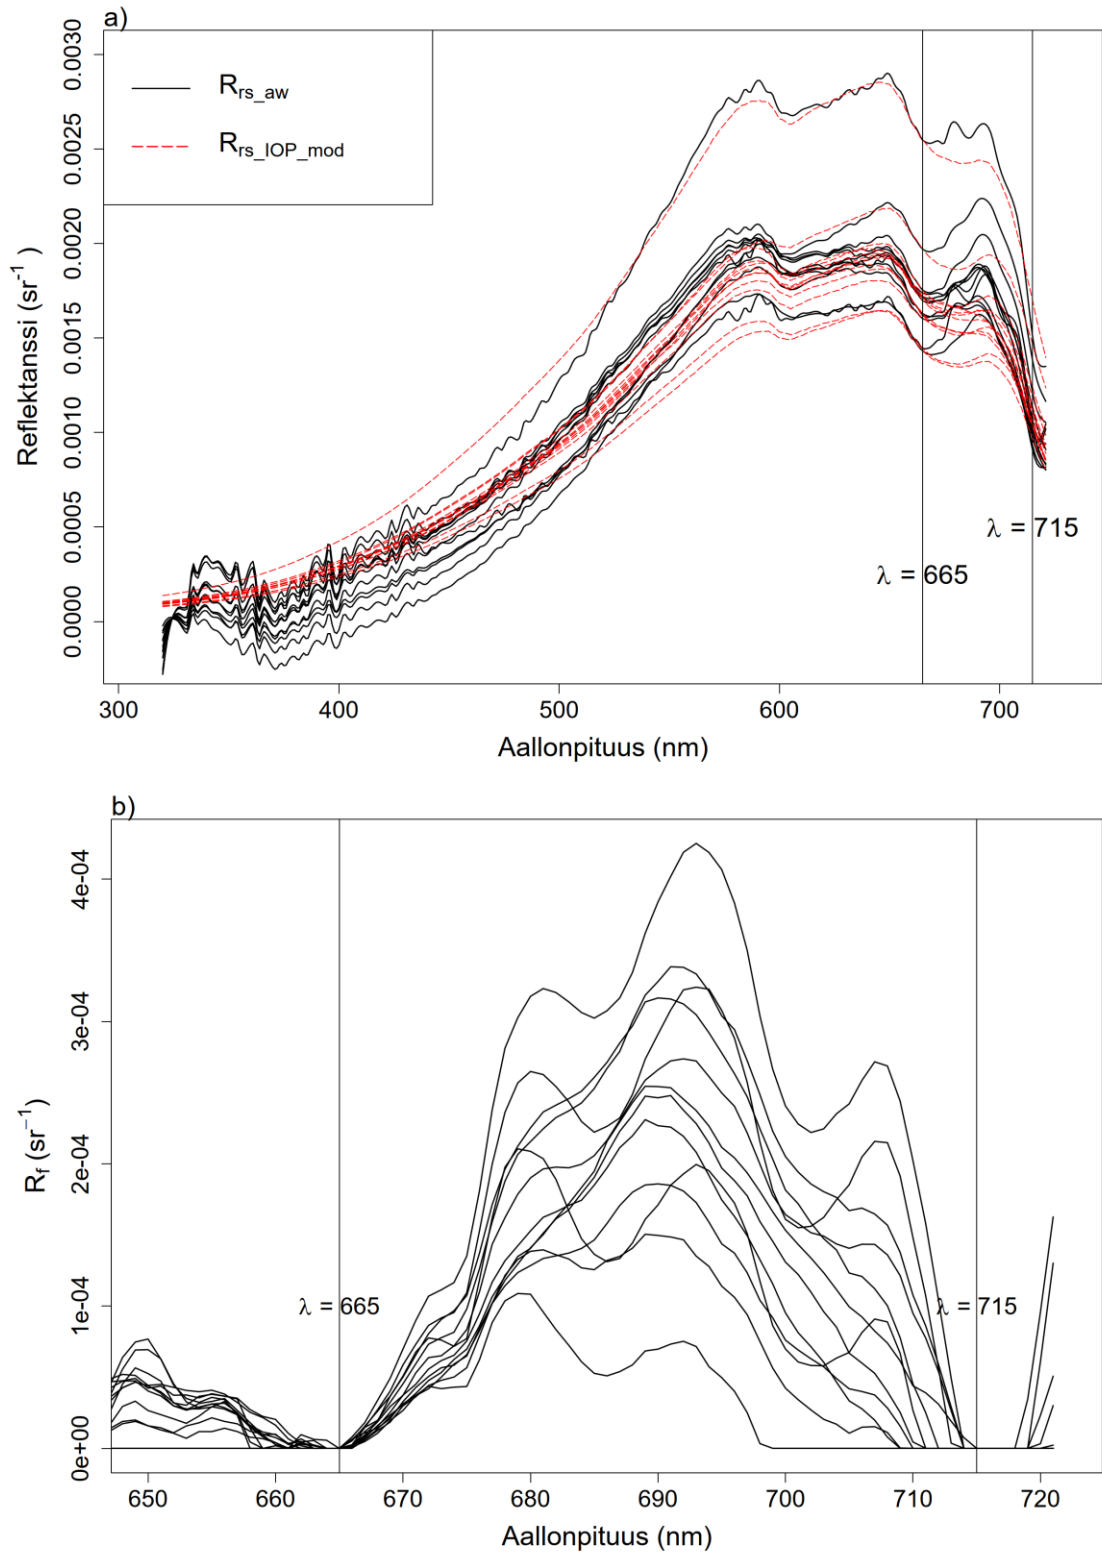 a)
R_rs_aw
R_rs_IOP_mod
Reflektanssi (sr⁻¹)
0.0000 0.0005 0.0010 0.0015 0.0020 0.0025 0.0030
λ = 715
λ = 665
300 400 500 600 700
Aallonpituus (nm)
b)
R_f (sr⁻¹)
0e+00 1e-04 2e-04 3e-04 4e-04
λ = 665 λ = 715
650 660 670 680 690 700 710 720
Aallonpituus (nm)